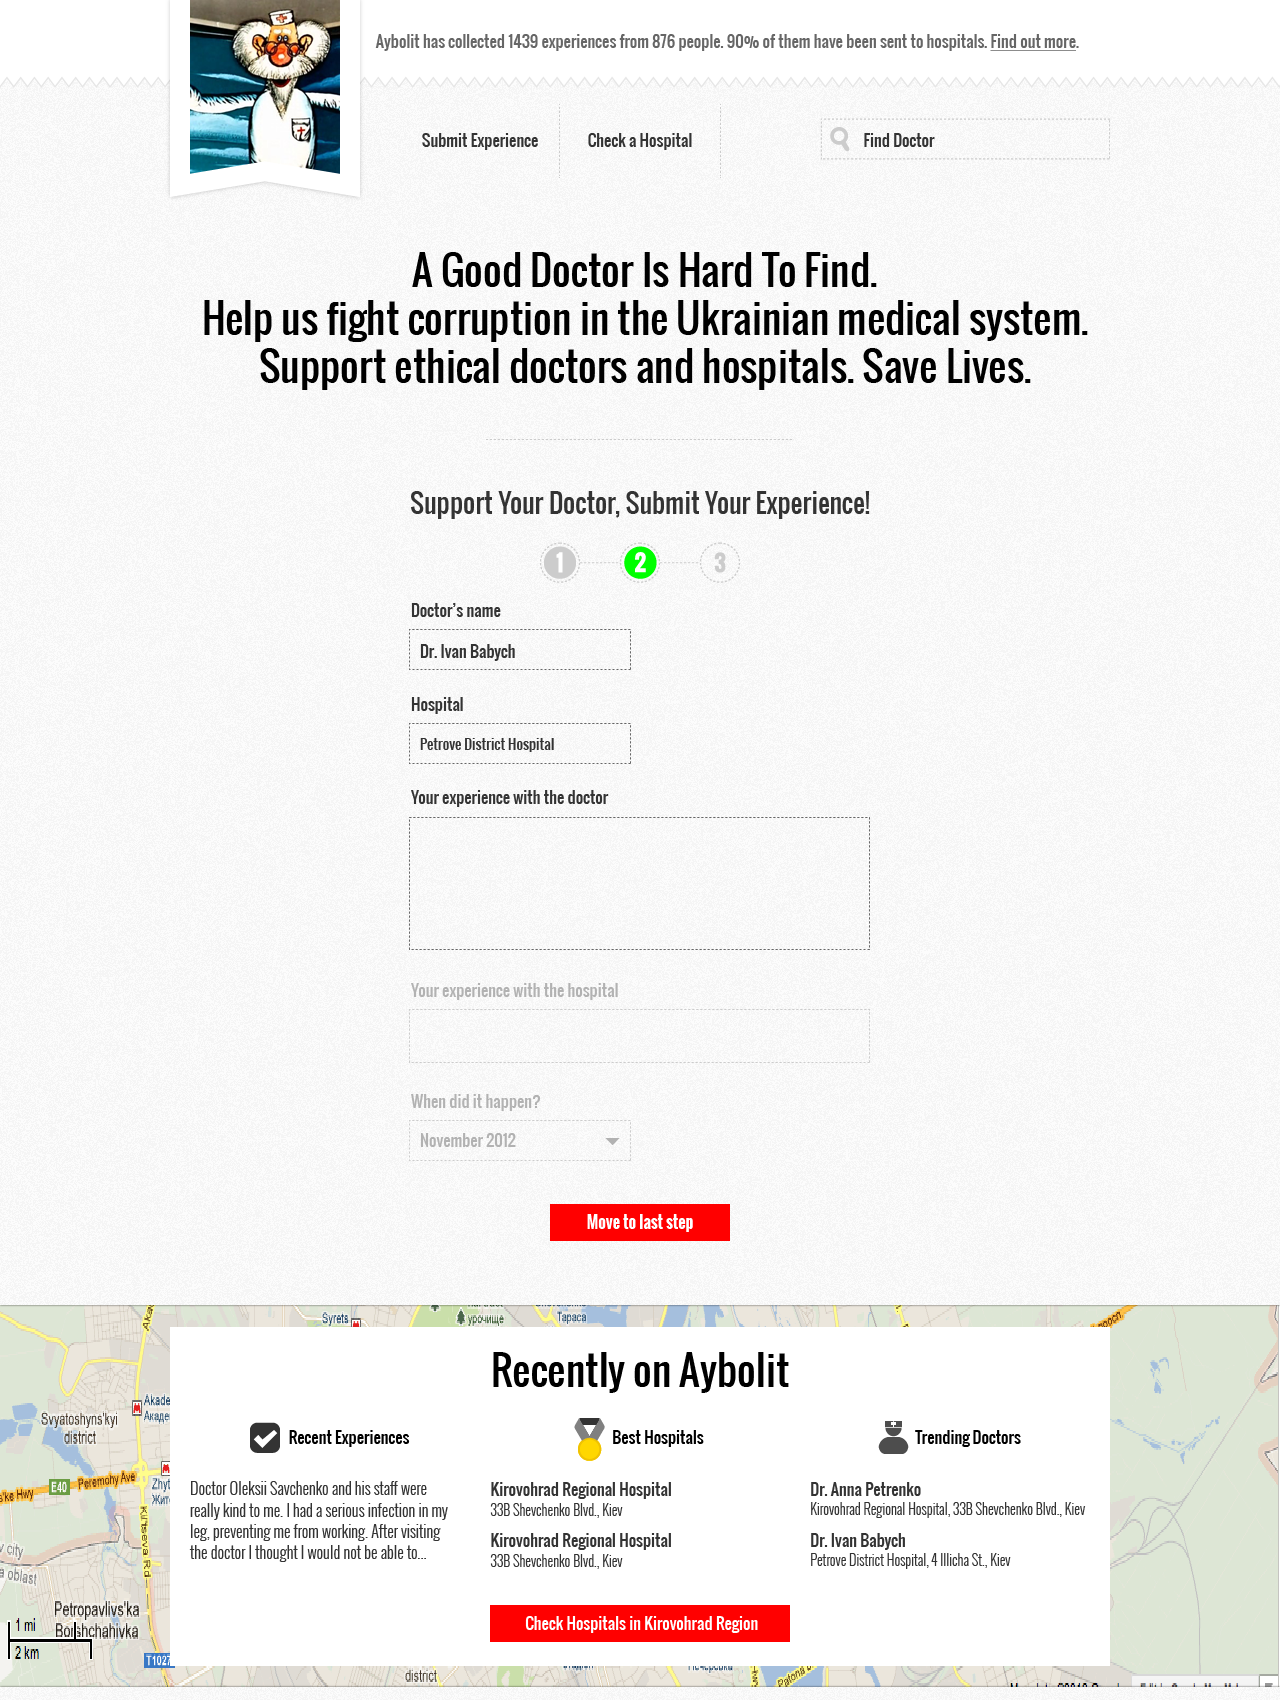 Aybolit has collected 1439 experiences from 876 people. 90% of them have been sent to hospitals. Find out more.
Submit Experience
Check a Hospital
Find Doctor
A Good Doctor Is Hard To Find.
Help us fight corruption in the Ukrainian medical system.
Support ethical doctors and hospitals. Save Lives.
Support Your Doctor, Submit Your Experience!
1
2
3
Doctor's name
Dr. Ivan Babych
Hospital
Petrove District Hospital
Your experience with the doctor
Your experience with the hospital
When did it happen?
November 2012
Move to last step
Syrets
урочище
Тараса
Recently on Aybolit
Recent Experiences
Doctor Oleksii Savchenko and his staff were
really kind to me. I had a serious infection in my
leg, preventing me from working. After visiting
the doctor I thought I would not be able to...
Best Hospitals
Kirovohrad Regional Hospital
33B Shevchenko Blvd., Kiev
Kirovohrad Regional Hospital
33B Shevchenko Blvd., Kiev
Trending Doctors
Dr. Anna Petrenko
Kirovohrad Regional Hospital, 33B Shevchenko Blvd., Kiev
Dr. Ivan Babych
Petrove District Hospital, 4 Illicha St., Kiev
Check Hospitals in Kirovohrad Region
Svyatoshyns'kyi
district
E40
Peremohy Ave
Kil'tseva Rd
city
oblast
Petropavlivs'ka
Borshchahivka
1 mi
2 km
district